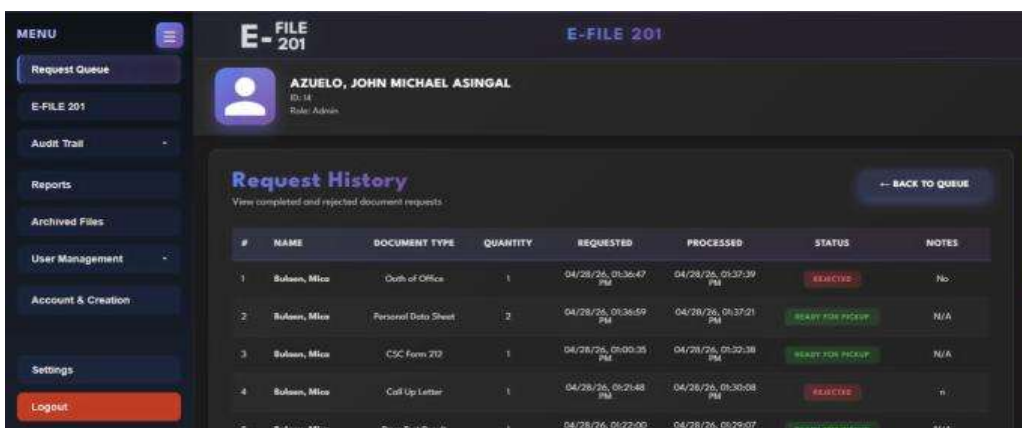 MENU
Request Queue
E-FILE 201
Audit Trail
Reports
Archived Files
User Management
Account & Creation
Settings
Logout
E- FILE 201
E-FILE 201
AZUELO, JOHN MICHAEL ASINGAL
ID: 14
Role: Admin
Request History
View completed and rejected document requests
← BACK TO QUEUE
# NAME DOCUMENT TYPE QUANTITY REQUESTED PROCESSED STATUS NOTES
1 Bulaen, Mica Oath of Office 1 04/28/26, 01:36:47 PM 04/28/26, 01:37:39 PM REJECTED No
2 Bulaen, Mica Personal Data Sheet 2 04/28/26, 01:36:59 PM 04/28/26, 01:37:21 PM READY FOR PICKUP N/A
3 Bulaen, Mica CSC Form 212 1 04/28/26, 01:00:35 PM 04/28/26, 01:32:38 PM READY FOR PICKUP N/A
4 Bulaen, Mica Call Up Letter 1 04/28/26, 01:21:48 PM 04/28/26, 01:30:08 PM REJECTED n
04/28/26, 01:22:00 04/28/26, 01:29:07